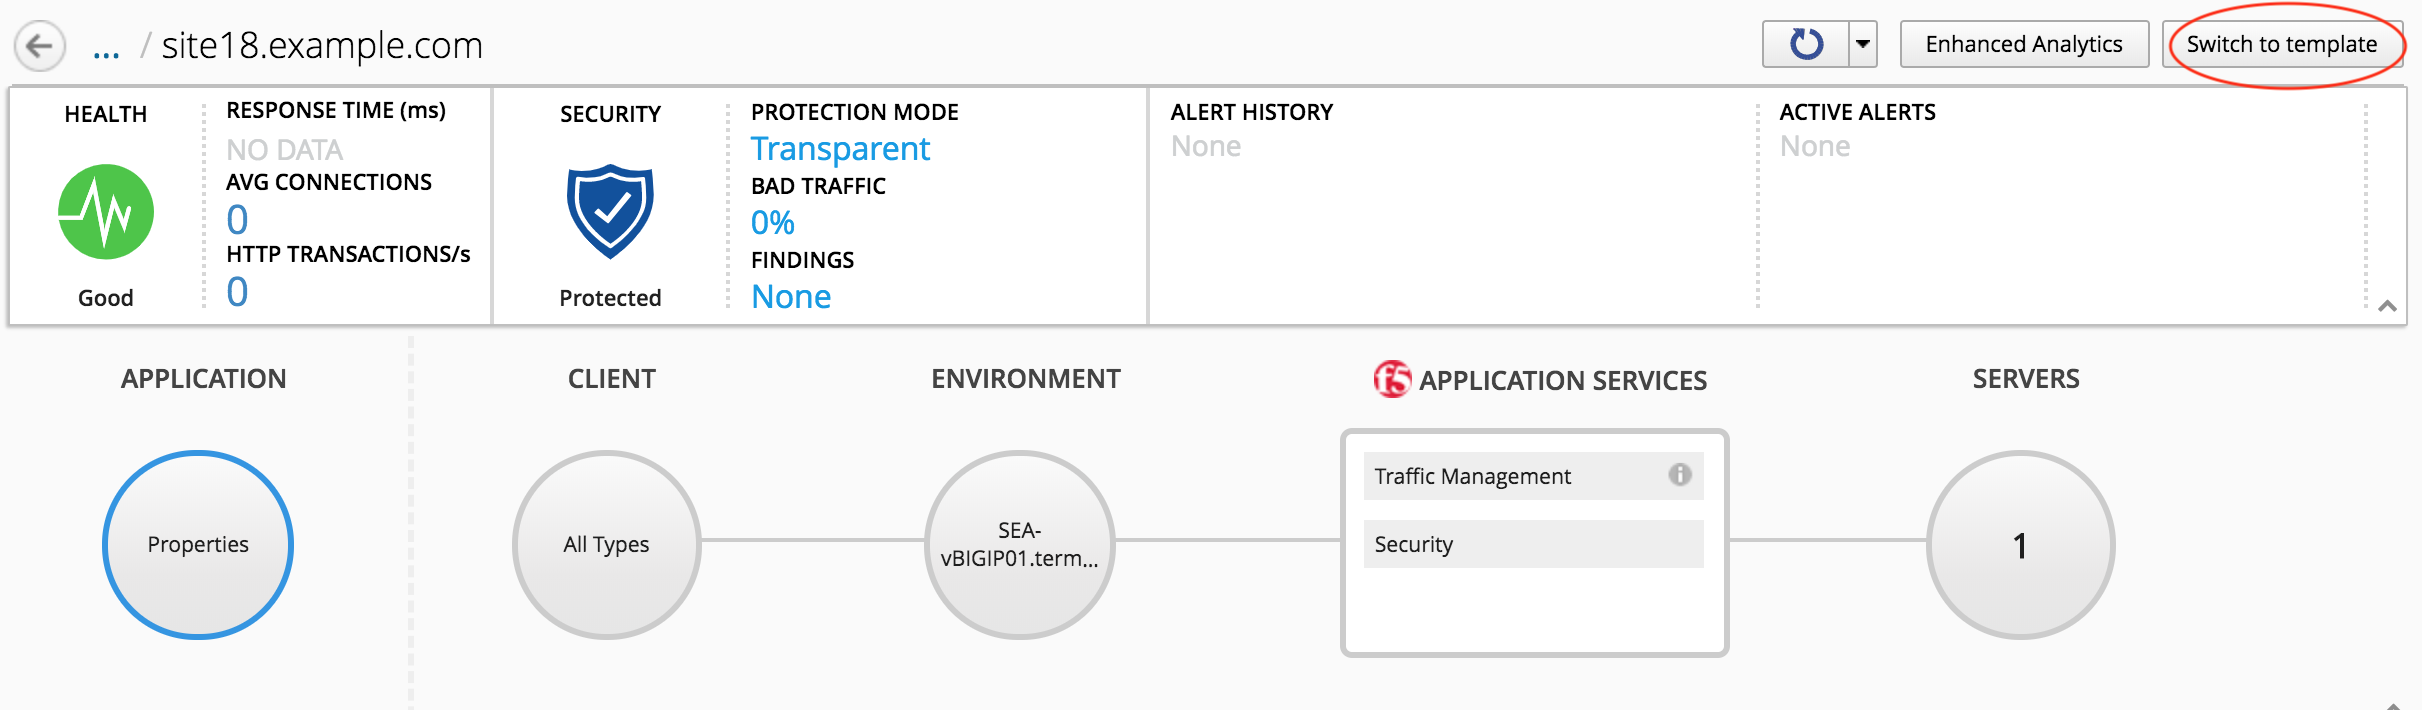 ... / site18.example.com
Enhanced Analytics
Switch to template
HEALTH
Good
RESPONSE TIME (ms)
NO DATA
AVG CONNECTIONS
0
HTTP TRANSACTIONS/s
0
SECURITY
Protected
PROTECTION MODE
Transparent
BAD TRAFFIC
0%
FINDINGS
None
ALERT HISTORY
None
ACTIVE ALERTS
None
APPLICATION
CLIENT
ENVIRONMENT
f5 APPLICATION SERVICES
SERVERS
Properties
All Types
SEA-
vBIGIP01.term...
Traffic Management
Security
1